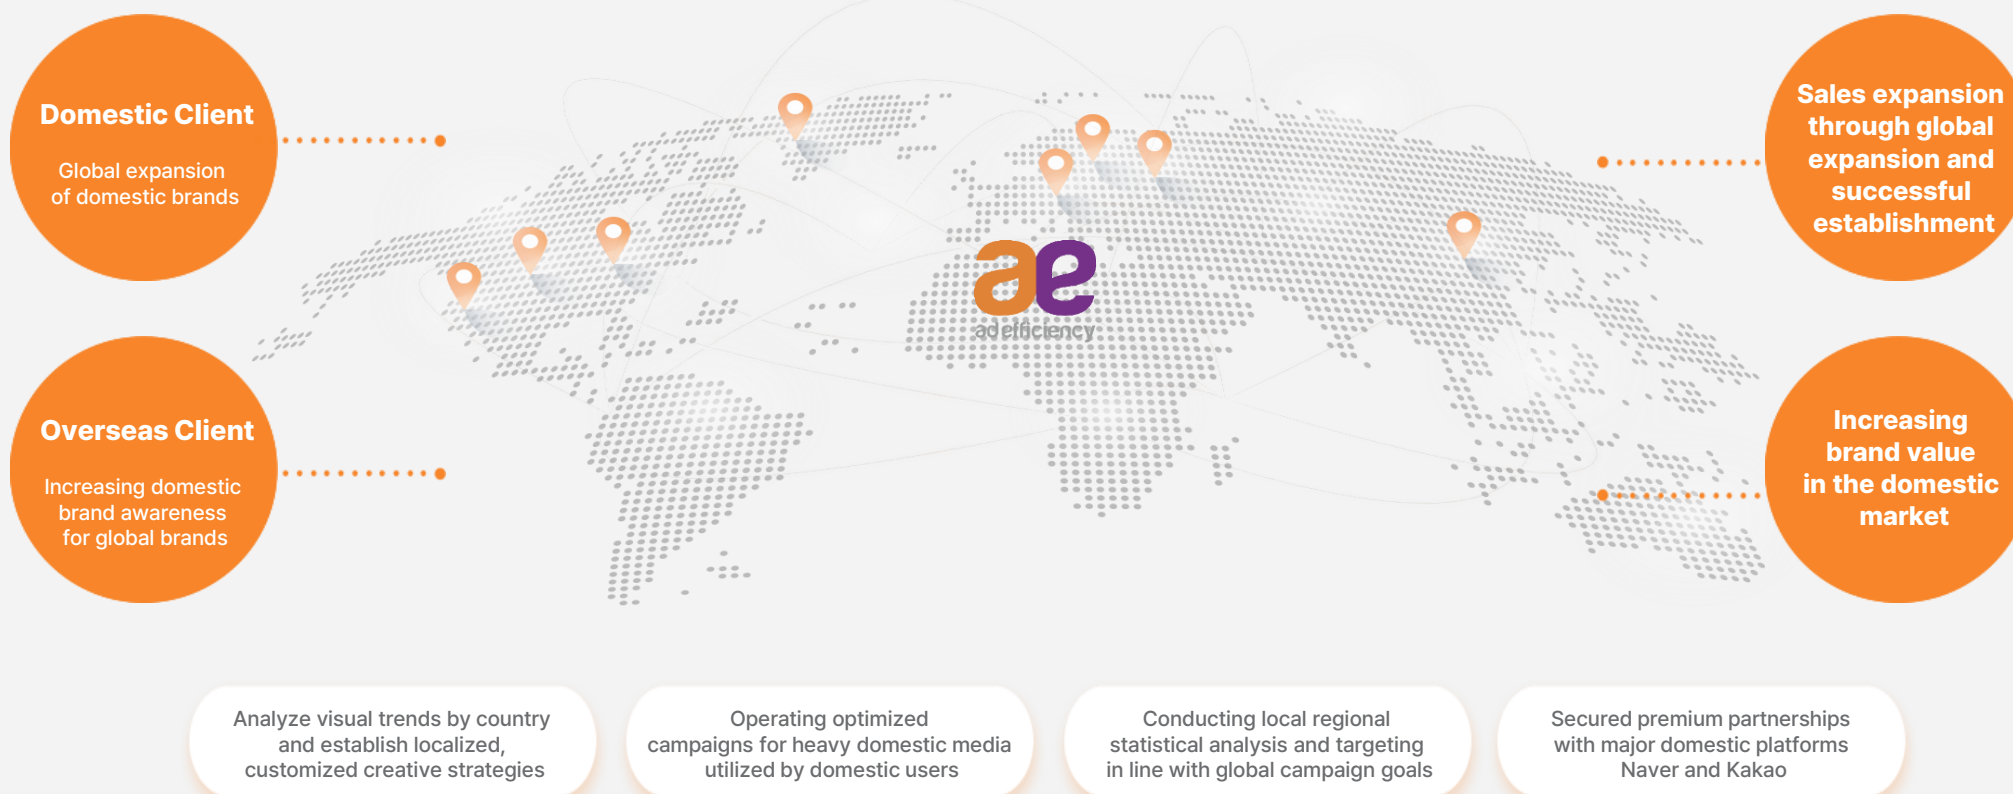 Domestic Client
Global expansion
of domestic brands
Sales expansion
through global
expansion and
successful
establishment
ae
ad efficiency
Overseas Client
Increasing domestic
brand awareness
for global brands
Increasing
brand value
in the domestic
market
Analyze visual trends by country
and establish localized,
customized creative strategies
Operating optimized
campaigns for heavy domestic media
utilized by domestic users
Conducting local regional
statistical analysis and targeting
in line with global campaign goals
Secured premium partnerships
with major domestic platforms
Naver and Kakao